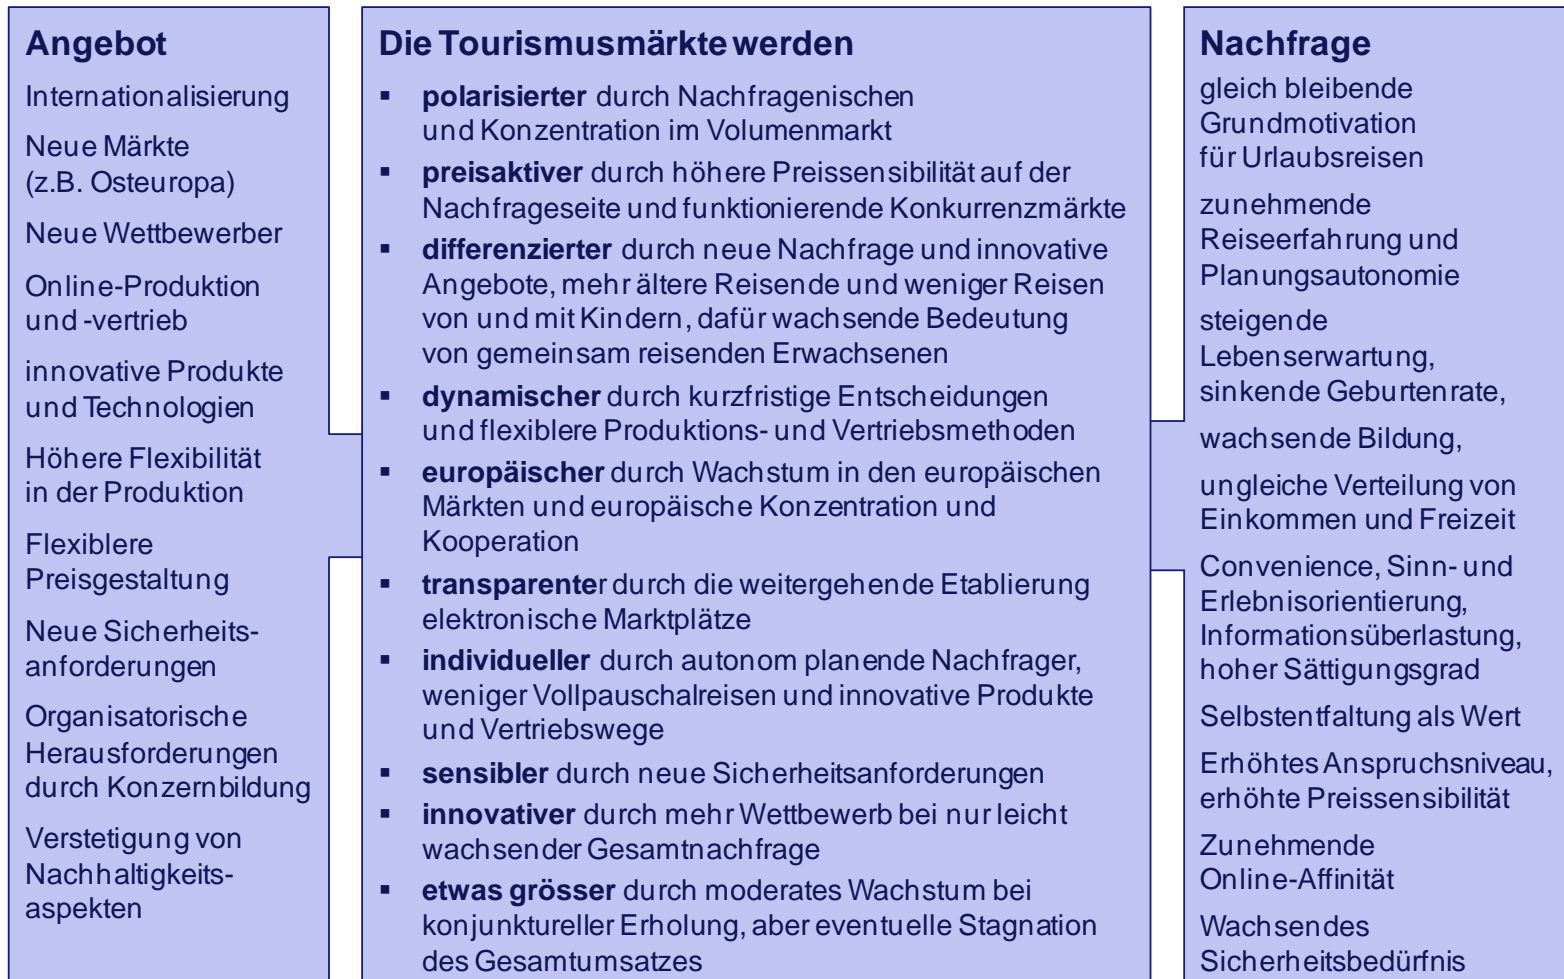 Angebot
Internationalisierung
Neue Märkte
(z.B. Osteuropa)
Neue Wettbewerber
Online-Produktion
und -vertrieb
innovative Produkte
und Technologien
Höhere Flexibilität
in der Produktion
Flexiblere
Preisgestaltung
Neue Sicherheits-
anforderungen
Organisatorische
Herausforderungen
durch Konzernbildung
Verstetigung von
Nachhaltigkeits-
aspekten
Die Tourismusmärkte werden
▪ polarisierter durch Nachfragenischen
und Konzentration im Volumenmarkt
▪ preisaktiver durch höhere Preissensibilität auf der
Nachfrageseite und funktionierende Konkurrenzmärkte
▪ differenzierter durch neue Nachfrage und innovative
Angebote, mehr ältere Reisende und weniger Reisen
von und mit Kindern, dafür wachsende Bedeutung
von gemeinsam reisenden Erwachsenen
▪ dynamischer durch kurzfristige Entscheidungen
und flexiblere Produktions- und Vertriebsmethoden
▪ europäischer durch Wachstum in den europäischen
Märkten und europäische Konzentration und
Kooperation
▪ transparenter durch die weitergehende Etablierung
elektronische Marktplätze
▪ individueller durch autonom planende Nachfrager,
weniger Vollpauschalreisen und innovative Produkte
und Vertriebswege
▪ sensibler durch neue Sicherheitsanforderungen
▪ innovativer durch mehr Wettbewerb bei nur leicht
wachsender Gesamtnachfrage
▪ etwas grösser durch moderates Wachstum bei
konjunktureller Erholung, aber eventuelle Stagnation
des Gesamtumsatzes
Nachfrage
gleich bleibende
Grundmotivation
für Urlaubsreisen
zunehmende
Reiseerfahrung und
Planungsautonomie
steigende
Lebenserwartung,
sinkende Geburtenrate,
wachsende Bildung,
ungleiche Verteilung von
Einkommen und Freizeit
Convenience, Sinn- und
Erlebnisorientierung,
Informationsüberlastung,
hoher Sättigungsgrad
Selbstentfaltung als Wert
Erhöhtes Anspruchsniveau,
erhöhte Preissensibilität
Zunehmende
Online-Affinität
Wachsendes
Sicherheitsbedürfnis